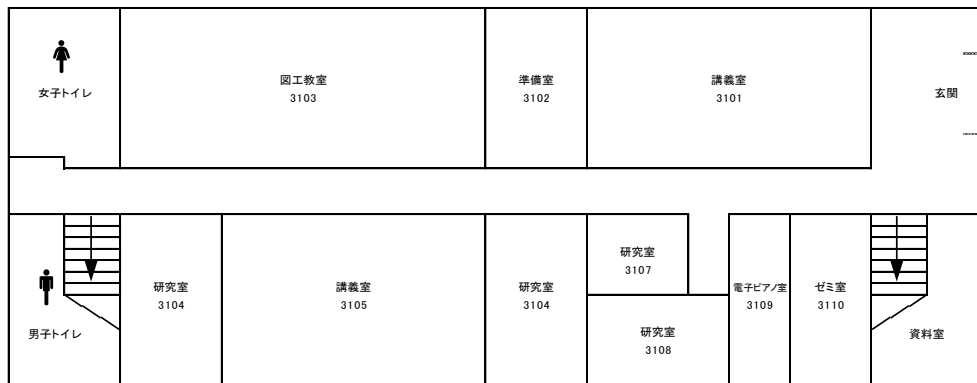 女子トイレ
図工教室
3103
準備室
3102
講義室
3101
玄関
男子トイレ
研究室
3104
講義室
3105
研究室
3104
研究室
3107
研究室
3108
電子ピアノ室
3109
ゼミ室
3110
資料室